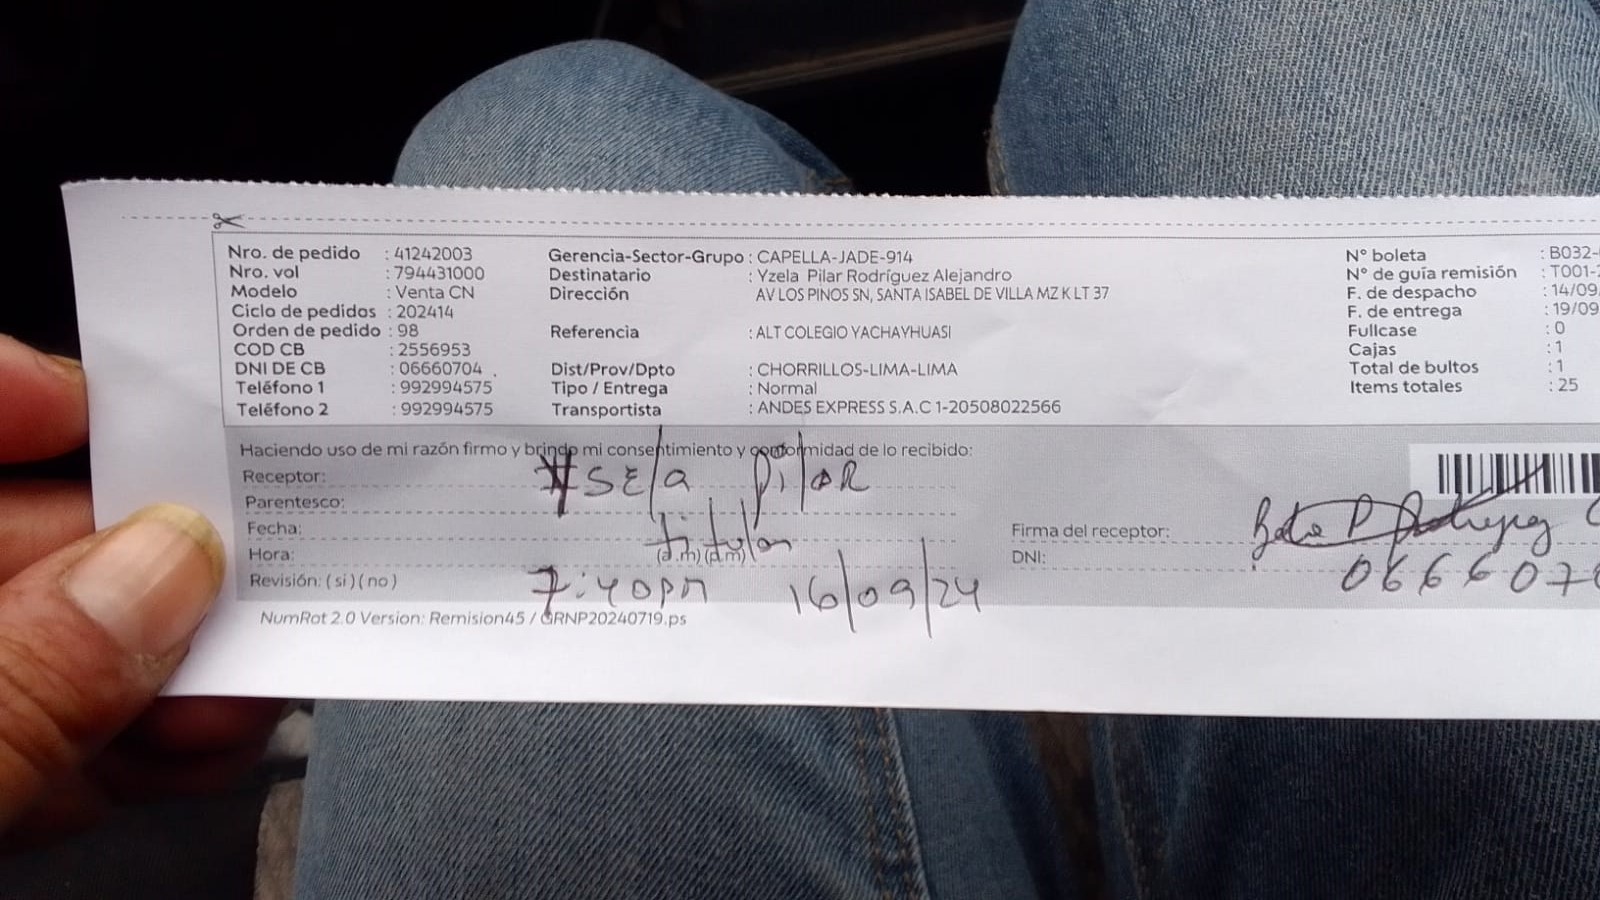 Nro. de pedido : 41242003 Gerencia-Sector-Grupo : CAPELLA-JADE-914 N° boleta : B032-
Nro. vol : 794431000 Destinatario : Yzela Pilar Rodríguez Alejandro N° de guía remisión : T001-
Modelo : Venta CN Dirección AV LOS PINOS SN, SANTA ISABEL DE VILLA MZ K LT 37 F. de despacho : 14/09
Ciclo de pedidos : 202414 F. de entrega : 19/09
Orden de pedido : 98 Referencia : ALT COLEGIO YACHAYHUASI Fullcase : 0
COD CB : 2556953 Cajas : 1
DNI DE CB : 06660704 Dist/Prov/Dpto : CHORRILLOS-LIMA-LIMA Total de bultos : 1
Teléfono 1 : 992994575 Tipo / Entrega : Normal Items totales : 25
Teléfono 2 : 992994575 Transportista : ANDES EXPRESS S.A.C 1-20508022566
Haciendo uso de mi razón firmo y brindo mi consentimiento y conformidad de lo recibido:
Receptor: Ysela Pilar
Parentesco:
Fecha: titular Firma del receptor:
Hora: (a.m)(p.m) DNI: 066607
Revisión: ( si ) ( no ) 7:40pm 16/09/24
NumRot 2.0 Version: Remision45 / GRNP20240719.ps